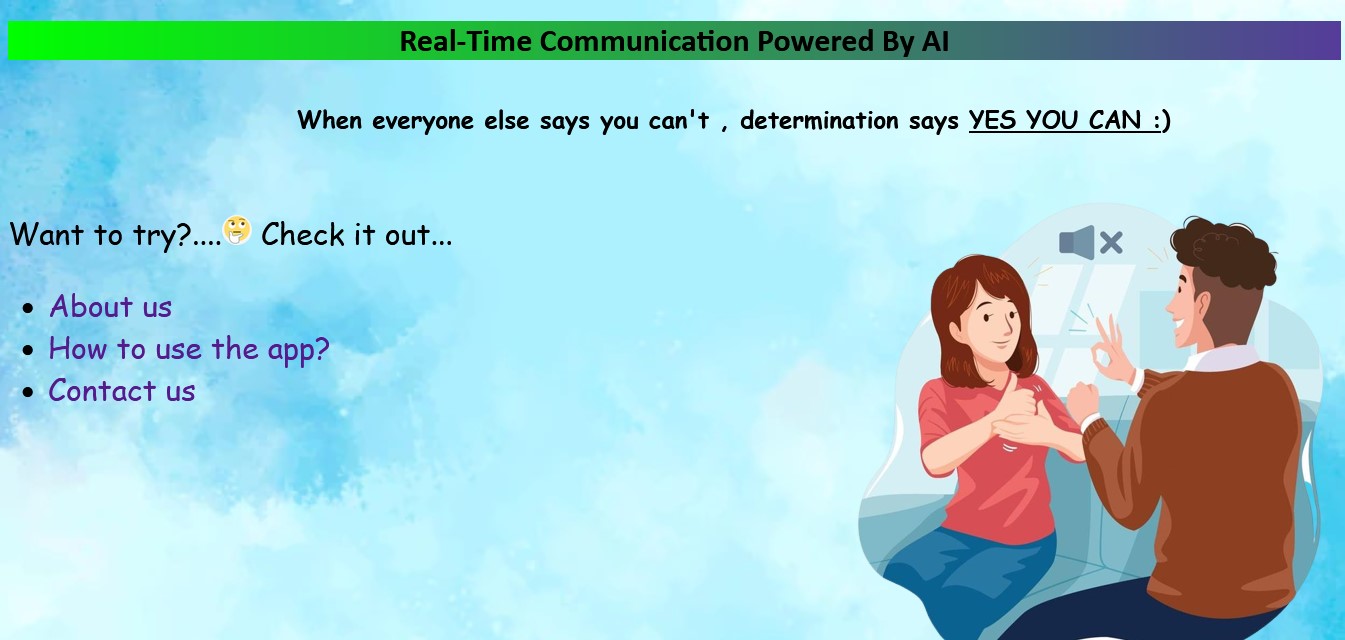 Real-Time Communication Powered By AI
When everyone else says you can't , determination says YES YOU CAN :)
Want to try?....🤔 Check it out...
• About us
• How to use the app?
• Contact us